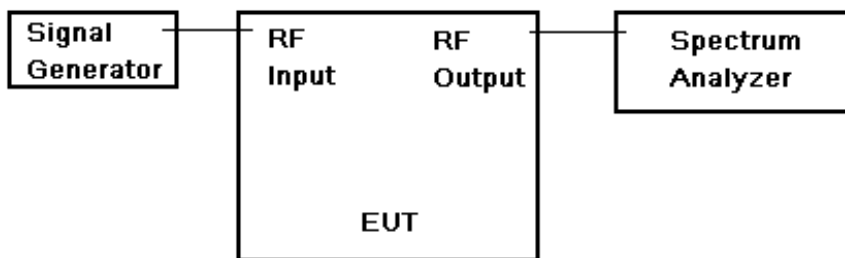 Signal
Generator
RF
Input
RF
Output
EUT
Spectrum
Analyzer